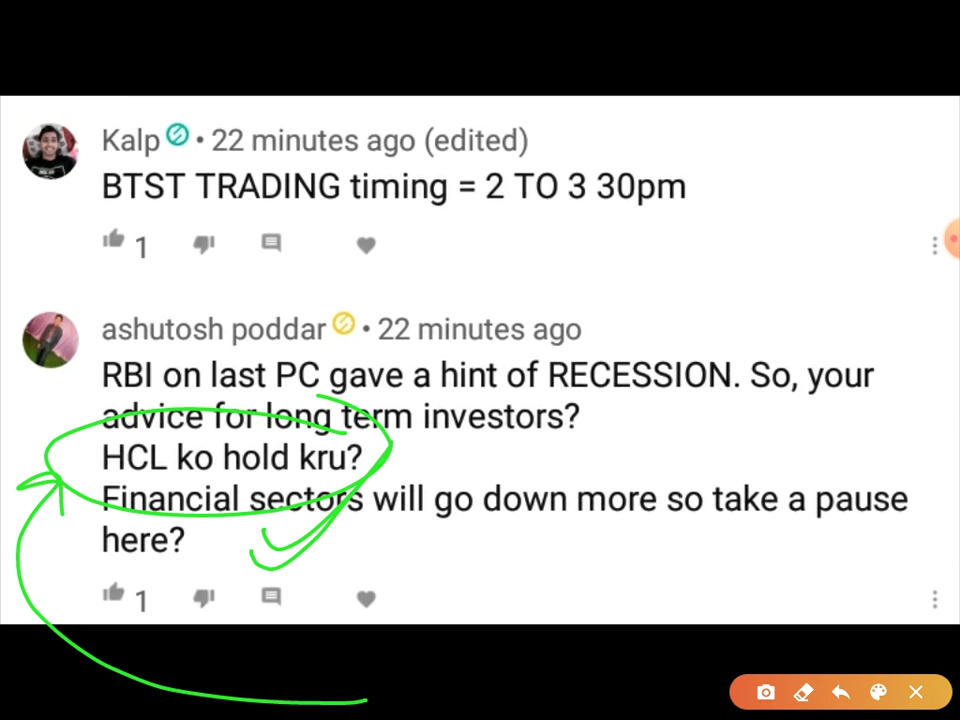 Kalp • 22 minutes ago (edited)
BTST TRADING timing = 2 TO 3 30pm
1
ashutosh poddar • 22 minutes ago
RBI on last PC gave a hint of RECESSION. So, your
advice for long term investors?
HCL ko hold kru?
Financial sectors will go down more so take a pause
here?
1